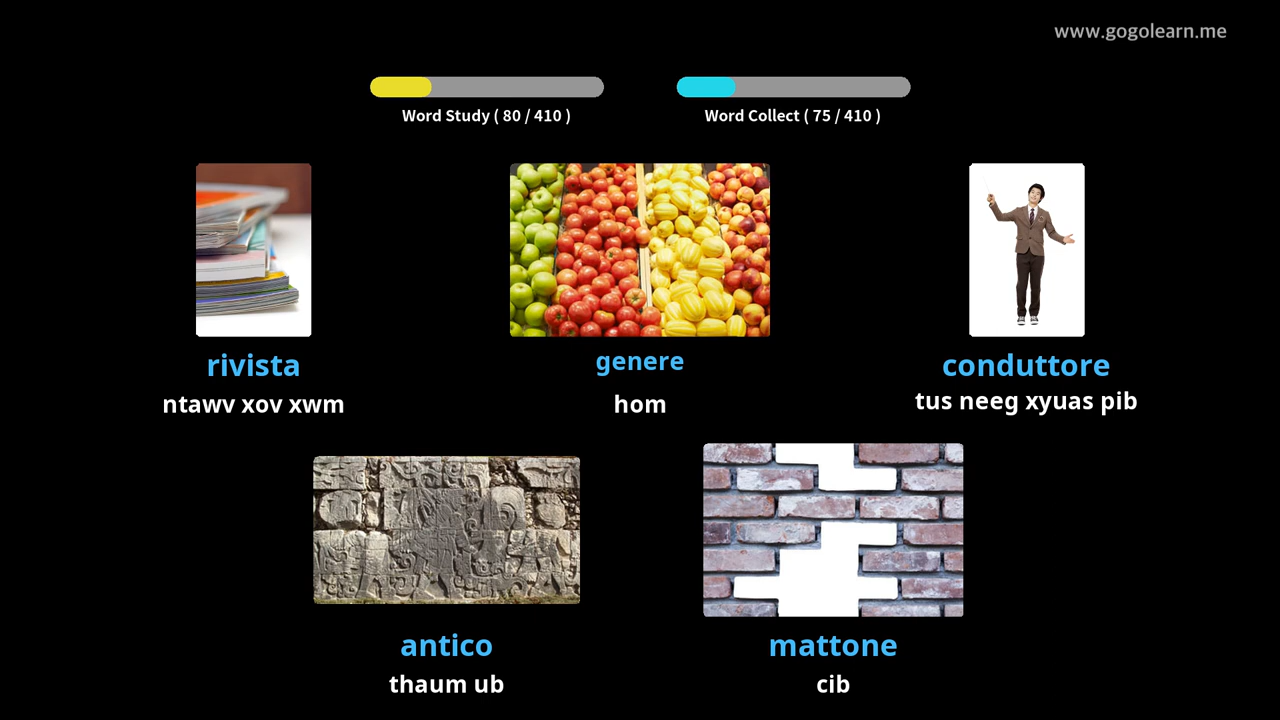 www.gogolearn.me
Word Study ( 80 / 410 )
Word Collect ( 75 / 410 )
rivista
ntawv xov xwm
genere
hom
conduttore
tus neeg xyuas pib
antico
thaum ub
mattone
cib